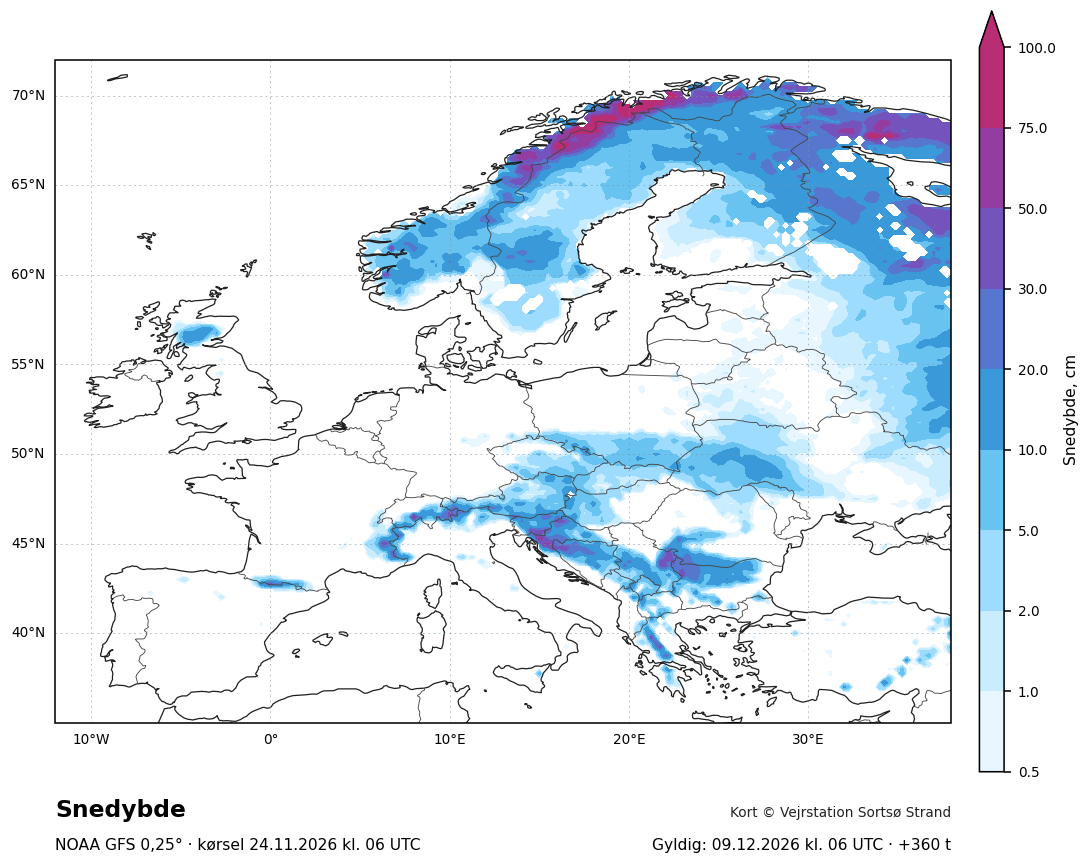 100.0
75.0
50.0
30.0
20.0
10.0
5.0
2.0
1.0
0.5
Snedybde, cm
70°N
65°N
60°N
55°N
50°N
45°N
40°N
10°W
0°
10°E
20°E
30°E
Snedybde
Kort © Vejrstation Sortsø Strand
NOAA GFS 0,25° · kørsel 24.11.2026 kl. 06 UTC
Gyldig: 09.12.2026 kl. 06 UTC · +360 t